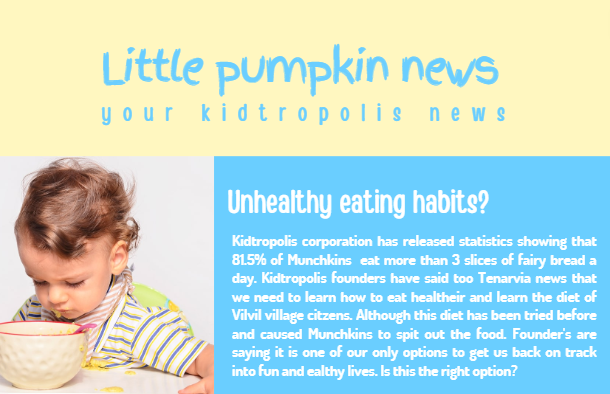 Little pumpkin news
your kidtropolis news
Unhealthy eating habits?
Kidtropolis corporation has released statistics showing that
81.5% of Munchkins eat more than 3 slices of fairy bread a
day. Kidtropolis founders have said too Tenarvia news that
we need to learn how to eat healtheir and learn the diet of
Vilvil village citzens. Although this diet has been tried before
and caused Munchkins to spit out the food. Founder's are
saying it is one of our only options to get us back on track
into fun and ealthy lives. Is this the right option?